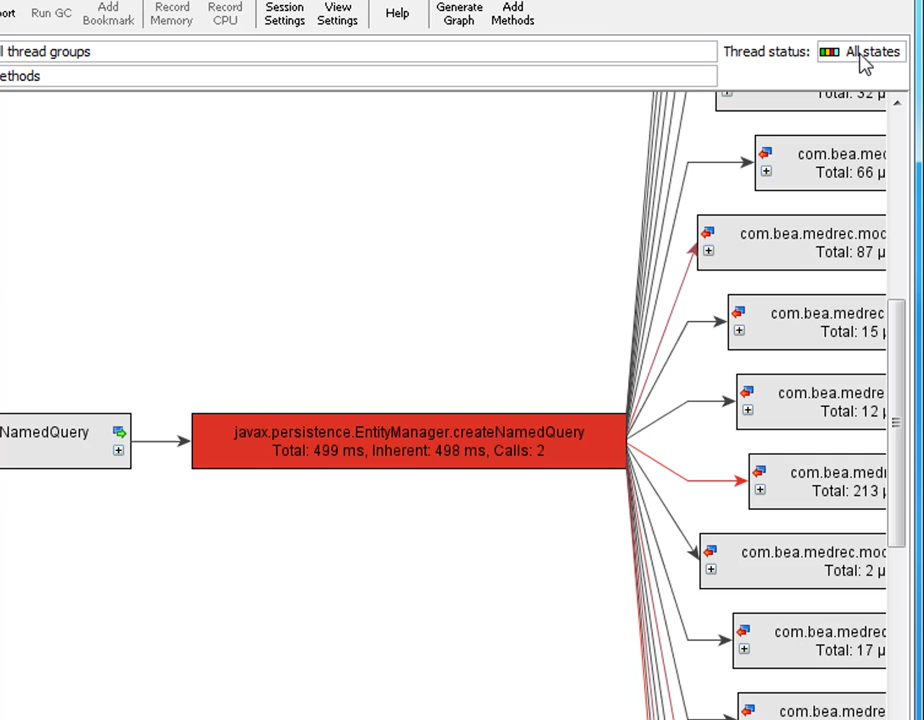 ort Run GC Add Bookmark Record Memory Record CPU Session Settings View Settings Help Generate Graph Add Methods
l thread groups Thread status: All states
ethods
Total: 32 µ
com.bea.mec
Total: 66 µ
com.bea.medrec.moc
Total: 87 µ
com.bea.medrec
Total: 15 µ
com.bea.medre
Total: 12 µ
NamedQuery
javax.persistence.EntityManager.createNamedQuery
Total: 499 ms, Inherent: 498 ms, Calls: 2
com.bea.med
Total: 213 µ
com.bea.medrec.moc
Total: 2 µ
com.bea.medrec
Total: 17 µ
com.bea.medre